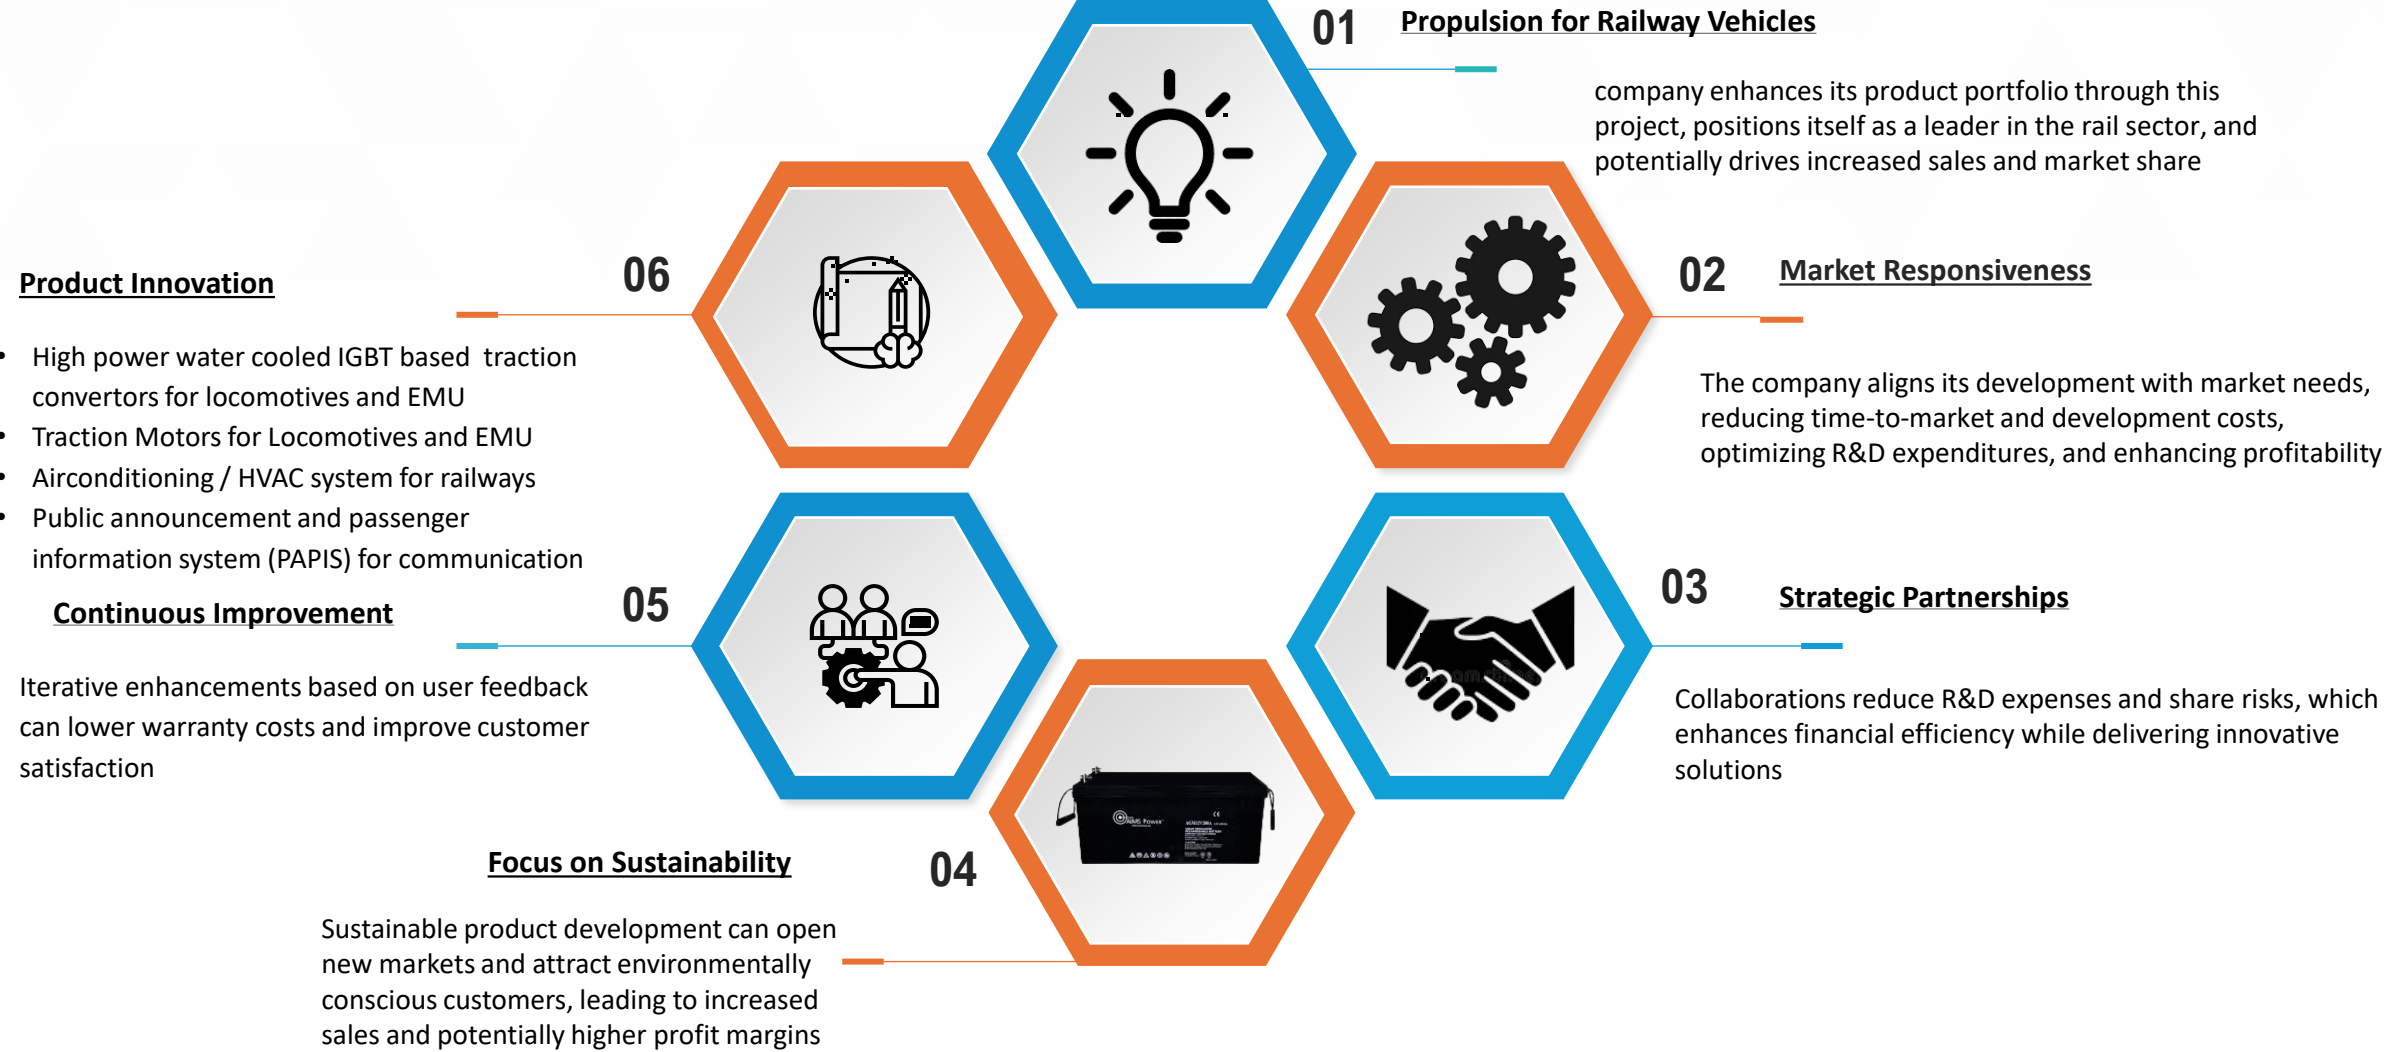 01
Propulsion for Railway Vehicles
company enhances its product portfolio through this
project, positions itself as a leader in the rail sector, and
potentially drives increased sales and market share
02
Market Responsiveness
The company aligns its development with market needs,
reducing time-to-market and development costs,
optimizing R&D expenditures, and enhancing profitability
03
Strategic Partnerships
Collaborations reduce R&D expenses and share risks, which
enhances financial efficiency while delivering innovative
solutions
04
Focus on Sustainability
Sustainable product development can open
new markets and attract environmentally
conscious customers, leading to increased
sales and potentially higher profit margins
AIMS Power
05
Continuous Improvement
Iterative enhancements based on user feedback
can lower warranty costs and improve customer
satisfaction
06
Product Innovation
• High power water cooled IGBT based  traction
convertors for locomotives and EMU
• Traction Motors for Locomotives and EMU
• Airconditioning / HVAC system for railways
• Public announcement and passenger
information system (PAPIS) for communication